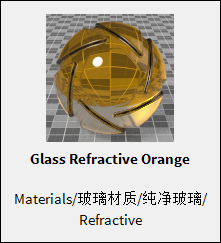 Glass Refractive Orange
Materials/玻璃材质/纯净玻璃/
Refractive